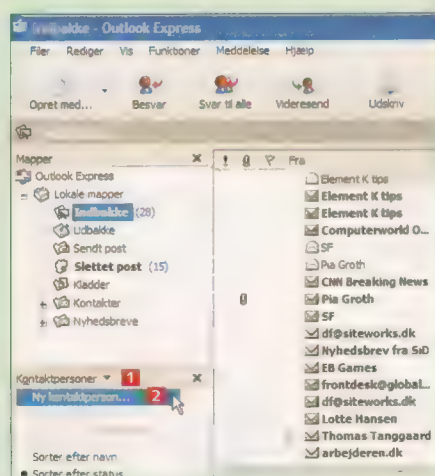 Indbakke - Outlook Express
Filer Rediger Vis Funktioner Meddelelse Hjælp
Opret med... Besvar Svar til alle Videresend Udskriv
Mapper
Outlook Express
Lokale mapper
Indbakke (28)
Udbakke
Sendt post
Slettet post (15)
Kladder
Kontakter
Nyhedsbreve
Kontaktpersoner 1
Ny kontaktperson... 2
Sorter efter navn
Sorter efter status
Fra
Element K tips
Element K tips
Element K tips
Computerworld O...
SF
Pia Groth
CNN Breaking News
Pia Groth
SF
df@siteworks.dk
Nyhedsbrev fra SiD
EB Games
frontdesk@global...
df@siteworks.dk
Lotte Hansen
Thomas Tanggaard
arbejderen.dk